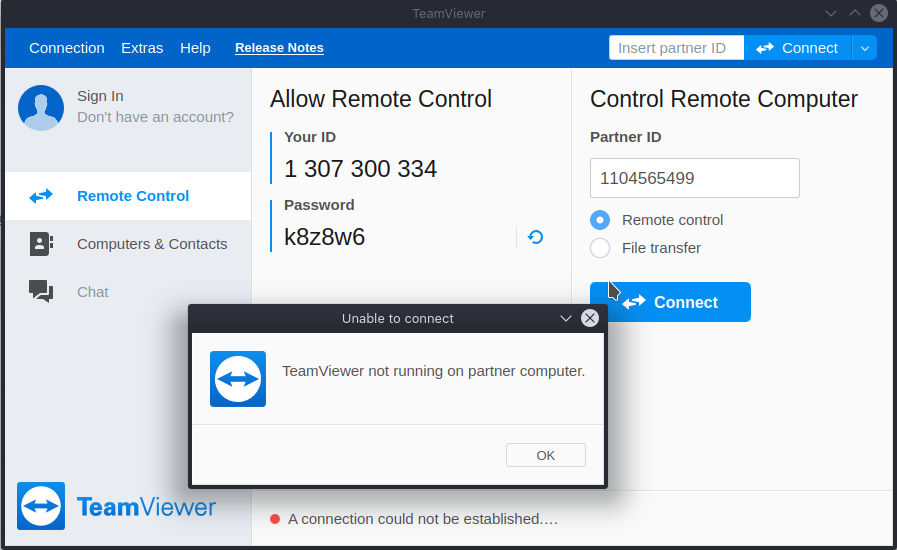 TeamViewer
Connection Extras Help Release Notes Insert partner ID Connect
Sign In
Don't have an account?
Remote Control
Computers & Contacts
Chat
TeamViewer
Allow Remote Control
Your ID
1 307 300 334
Password
k8z8w6
Control Remote Computer
Partner ID
1104565499
Remote control
File transfer
Connect
Unable to connect
TeamViewer not running on partner computer.
OK
A connection could not be established....